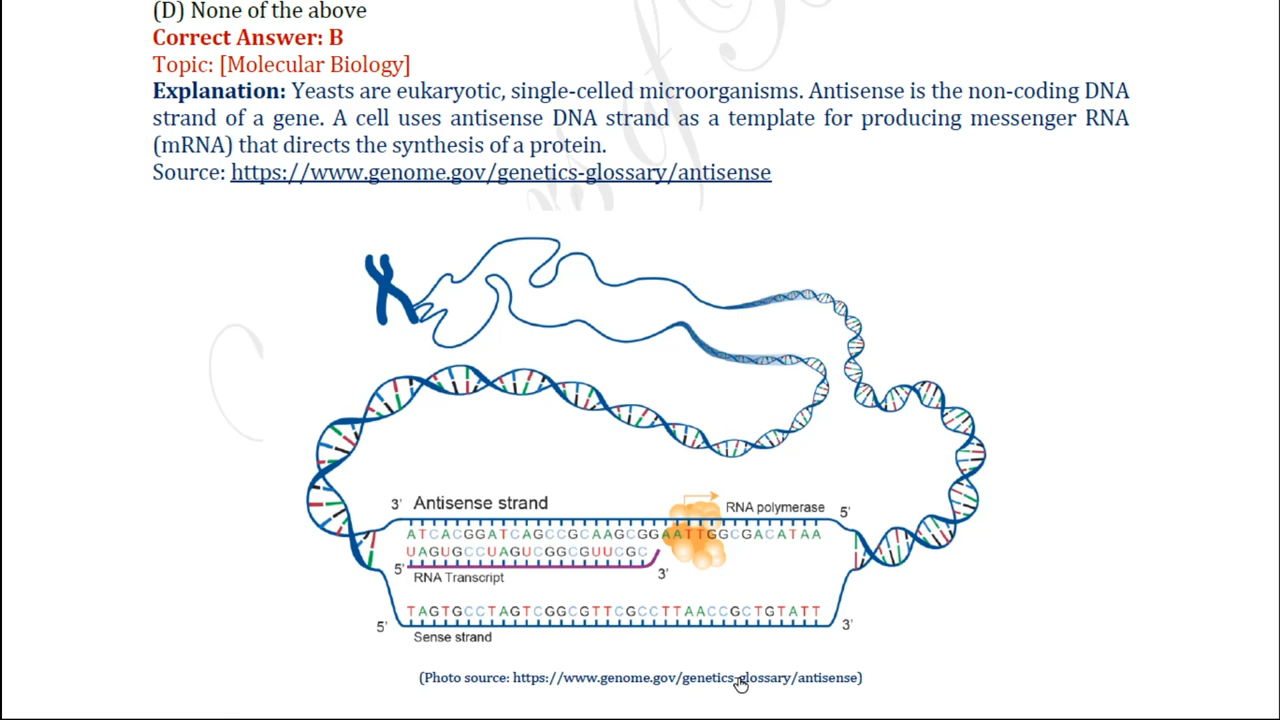 (D) None of the above
Correct Answer: B
Topic: [Molecular Biology]
Explanation: Yeasts are eukaryotic, single-celled microorganisms. Antisense is the non-coding DNA
strand of a gene. A cell uses antisense DNA strand as a template for producing messenger RNA
(mRNA) that directs the synthesis of a protein.
Source: https://www.genome.gov/genetics-glossary/antisense
3' Antisense strand RNA polymerase 5'
ATCACGGATCAGCCGCAAGCGGAATTGGCGACATAA
UAGUGCCUAGUCGGCGUUCGC
5' RNA Transcript 3'
TAGTGCCTAGTCGGCGTTCGCCTTAACCGCTGTATT
5' Sense strand 3'
(Photo source: https://www.genome.gov/genetics-glossary/antisense)